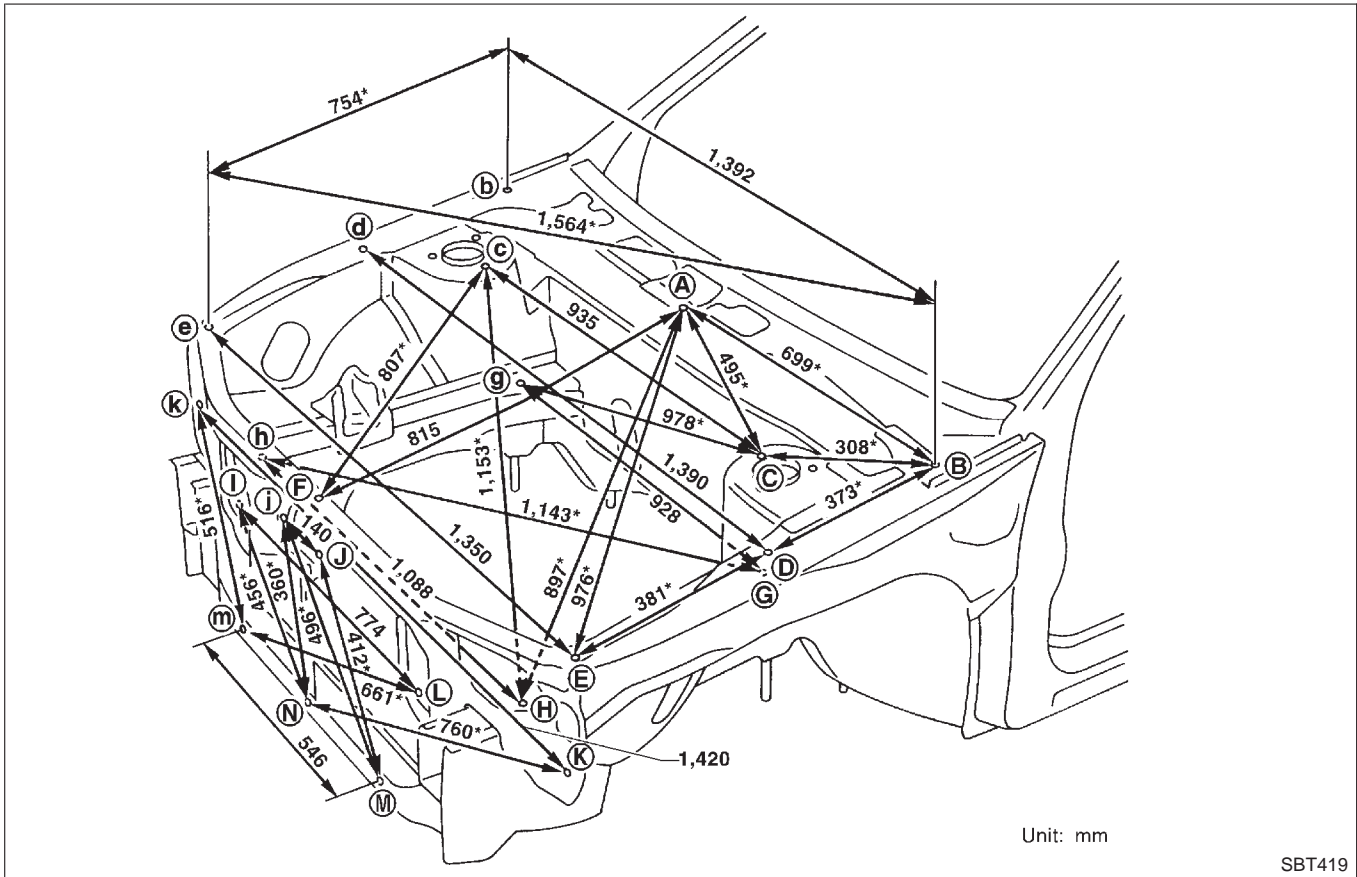 754*
1,392
b
1,564*
d
c
A
935
e
699*
807*
495*
g
k
978*
815
h
308*
B
C
F
1,153*
1,390
l
j
373*
1,143*
928
516*
140
J
1,350
D
1,088
G
456*
360*
897*
976*
381*
496*
774
m
412*
E
661*
L
N
H
760*
546
K
1,420
M
Unit: mm
SBT419